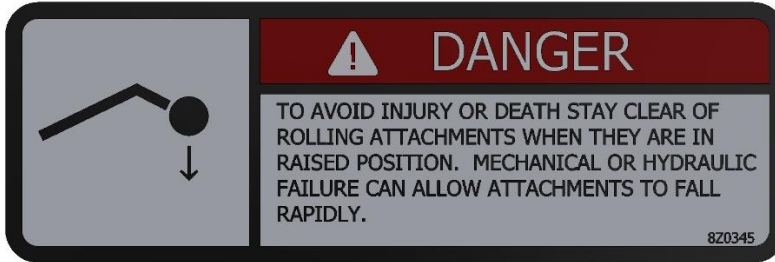 DANGER
TO AVOID INJURY OR DEATH STAY CLEAR OF
ROLLING ATTACHMENTS WHEN THEY ARE IN
RAISED POSITION. MECHANICAL OR HYDRAULIC
FAILURE CAN ALLOW ATTACHMENTS TO FALL
RAPIDLY.
8Z0345